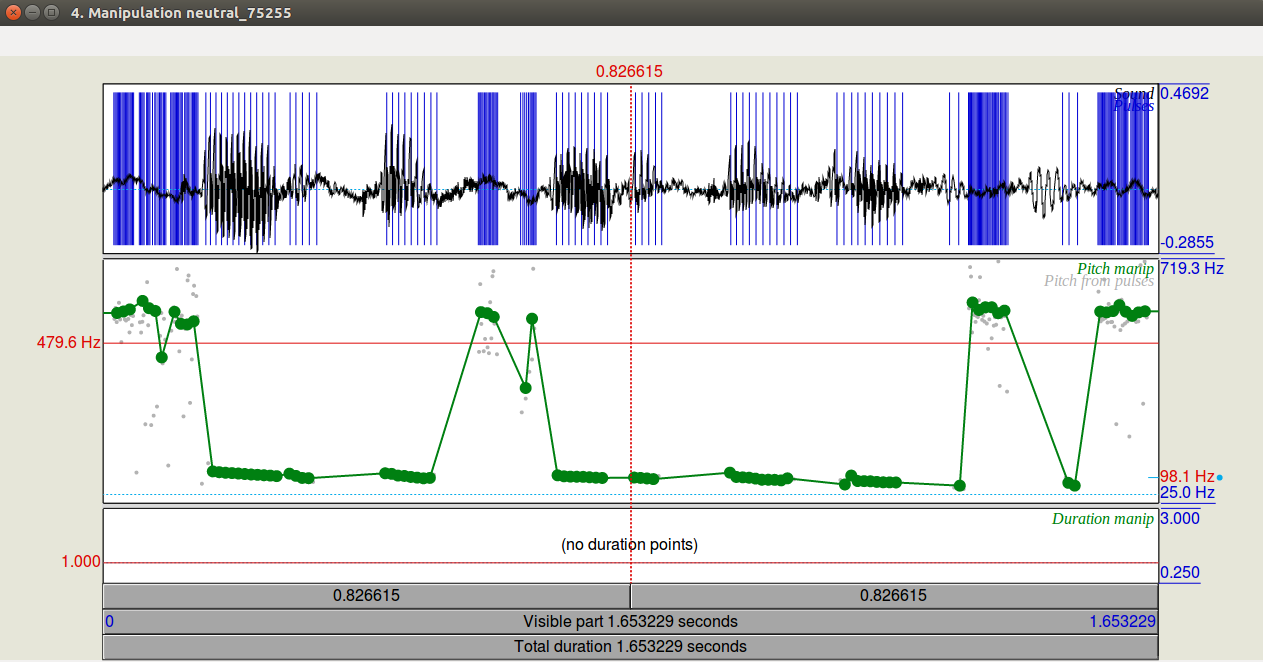 4. Manipulation neutral_75255
0.826615
Sound
Pulses
0.4692
-0.2855
Pitch manip
Pitch from pulses
719.3 Hz
479.6 Hz
98.1 Hz
25.0 Hz
Duration manip
3.000
(no duration points)
1.000
0.250
0.826615 0.826615
0 Visible part 1.653229 seconds 1.653229
Total duration 1.653229 seconds